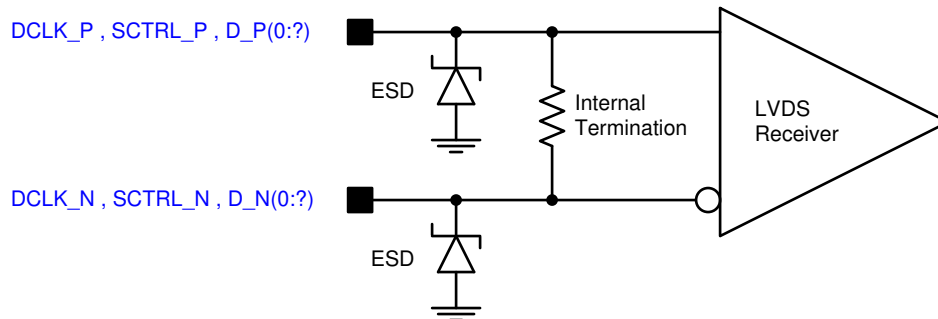 DCLK_P , SCTRL_P , D_P(0:?)
ESD
Internal
Termination
LVDS
Receiver
DCLK_N , SCTRL_N , D_N(0:?)
ESD